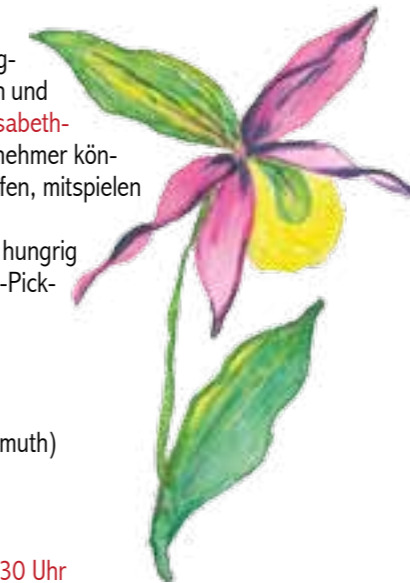 g-
n und
sabeth-
nehmer kön-
fen, mitspielen
hungrig
-Pick-
muth)
30 Uhr